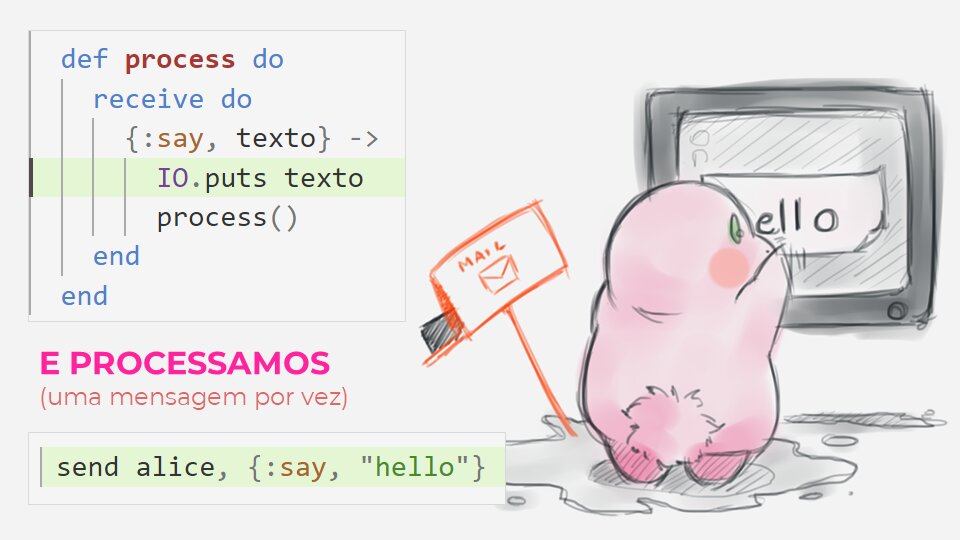 def process do
  receive do
    {:say, texto} ->
      IO.puts texto
      process()
  end
end
E PROCESSAMOS
(uma mensagem por vez)
send alice, {:say, "hello"}
MAIL
ello